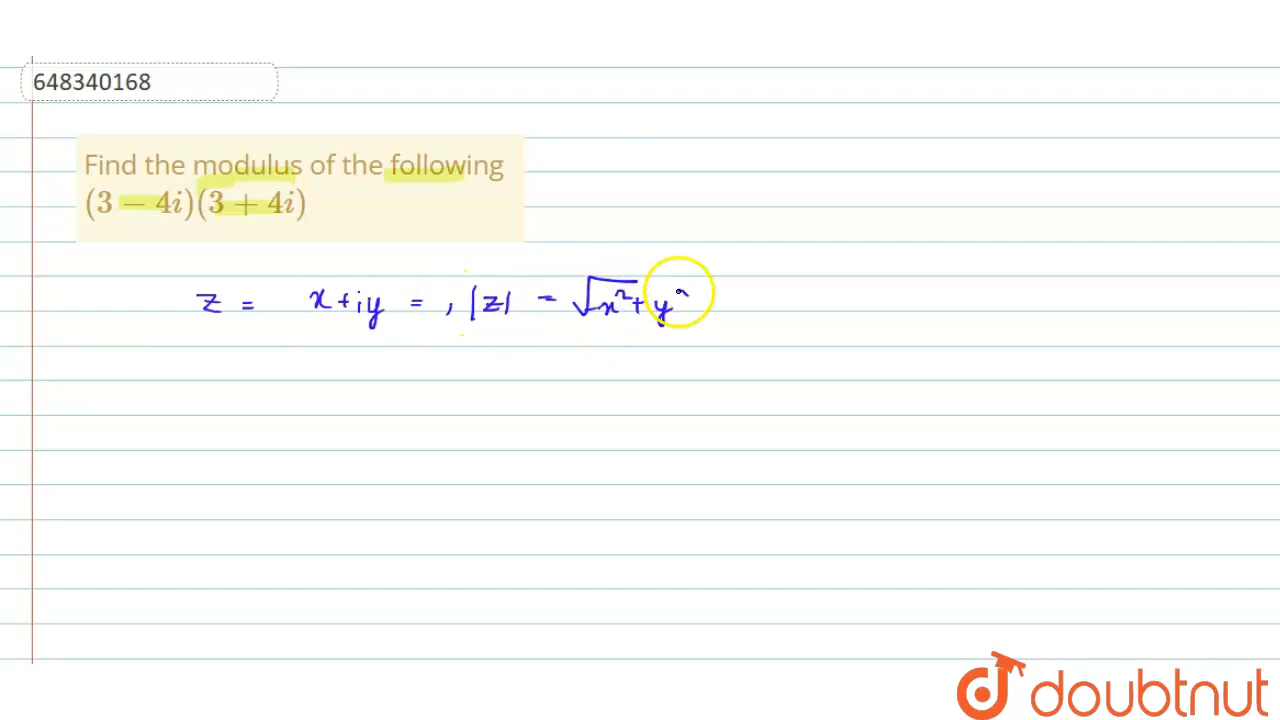 648340168
Find the modulus of the following
(3 − 4i)(3 + 4i)
z = x + iy = , |z| = √x² + y²
doubtnut